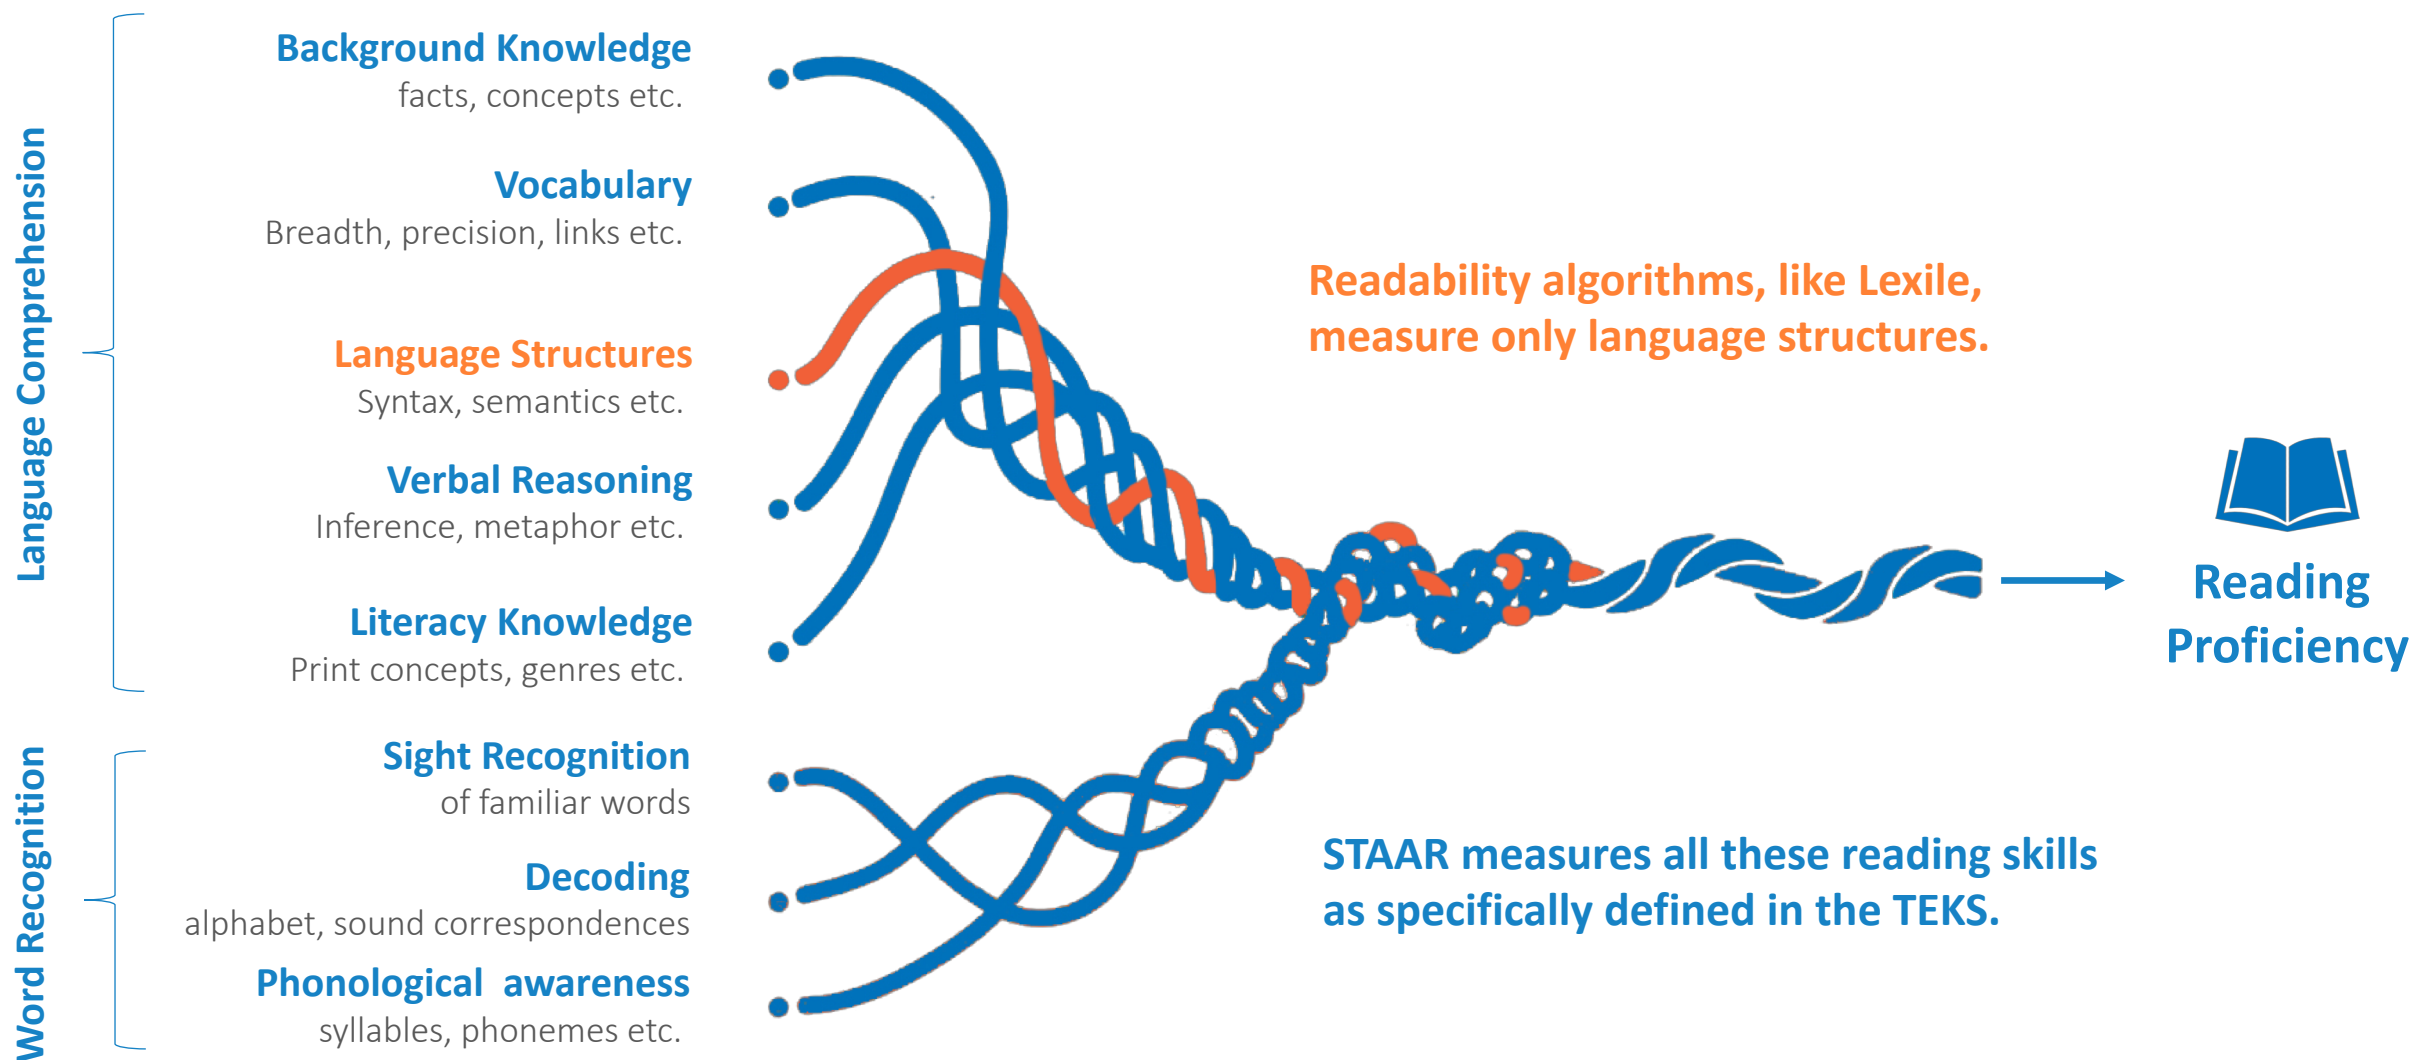 Language Comprehension
Background Knowledge
facts, concepts etc.
Vocabulary
Breadth, precision, links etc.
Language Structures
Syntax, semantics etc.
Verbal Reasoning
Inference, metaphor etc.
Literacy Knowledge
Print concepts, genres etc.
Word Recognition
Sight Recognition
of familiar words
Decoding
alphabet, sound correspondences
Phonological awareness
syllables, phonemes etc.
Readability algorithms, like Lexile,
measure only language structures.
STAAR measures all these reading skills
as specifically defined in the TEKS.
Reading
Proficiency